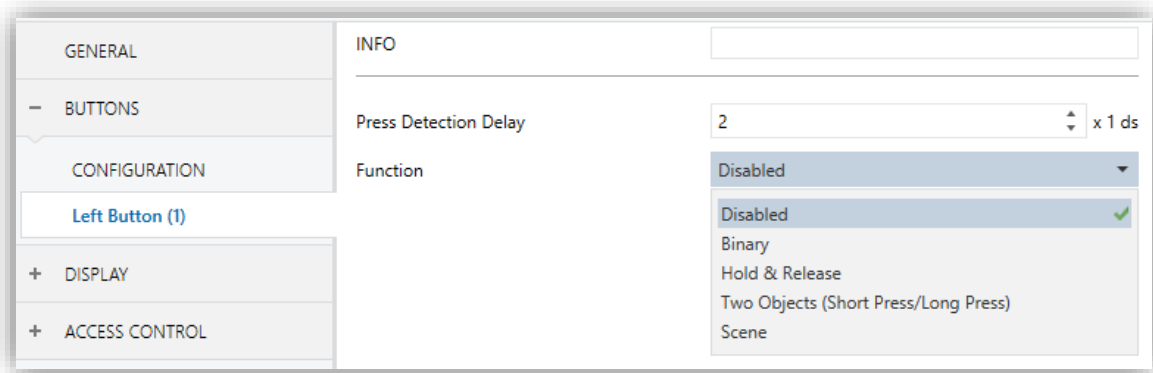 GENERAL
− BUTTONS
CONFIGURATION
Left Button (1)
+ DISPLAY
+ ACCESS CONTROL
INFO
Press Detection Delay
2
x 1 ds
Function
Disabled
Disabled
Binary
Hold & Release
Two Objects (Short Press/Long Press)
Scene